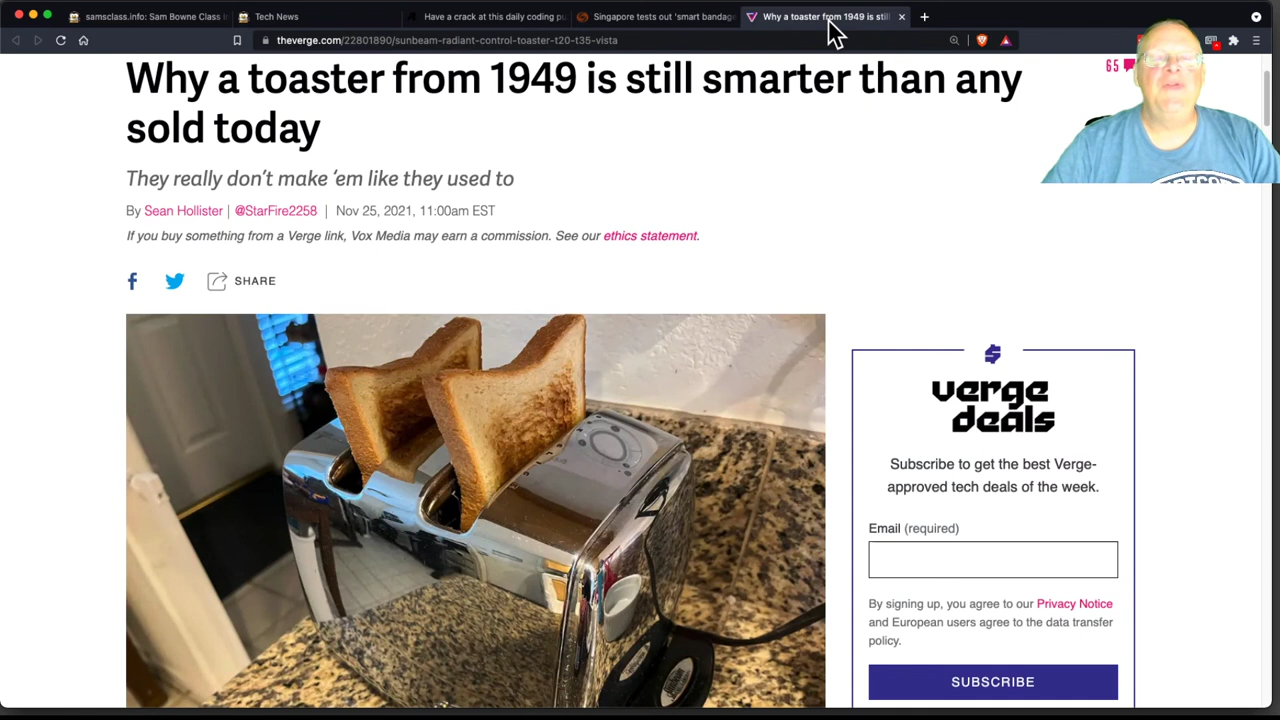 samsclass.info: Sam Bowne Class I
Tech News
Have a crack at this daily coding pu
Singapore tests out 'smart bandage
Why a toaster from 1949 is still
theverge.com/22801890/sunbeam-radiant-control-toaster-t20-t35-vista
Why a toaster from 1949 is still smarter than any
sold today
65
They really don't make 'em like they used to
By Sean Hollister | @StarFire2258 | Nov 25, 2021, 11:00am EST
If you buy something from a Verge link, Vox Media may earn a commission. See our ethics statement.
SHARE
verge
deals
Subscribe to get the best Verge-
approved tech deals of the week.
Email (required)
By signing up, you agree to our Privacy Notice
and European users agree to the data transfer
policy.
SUBSCRIBE